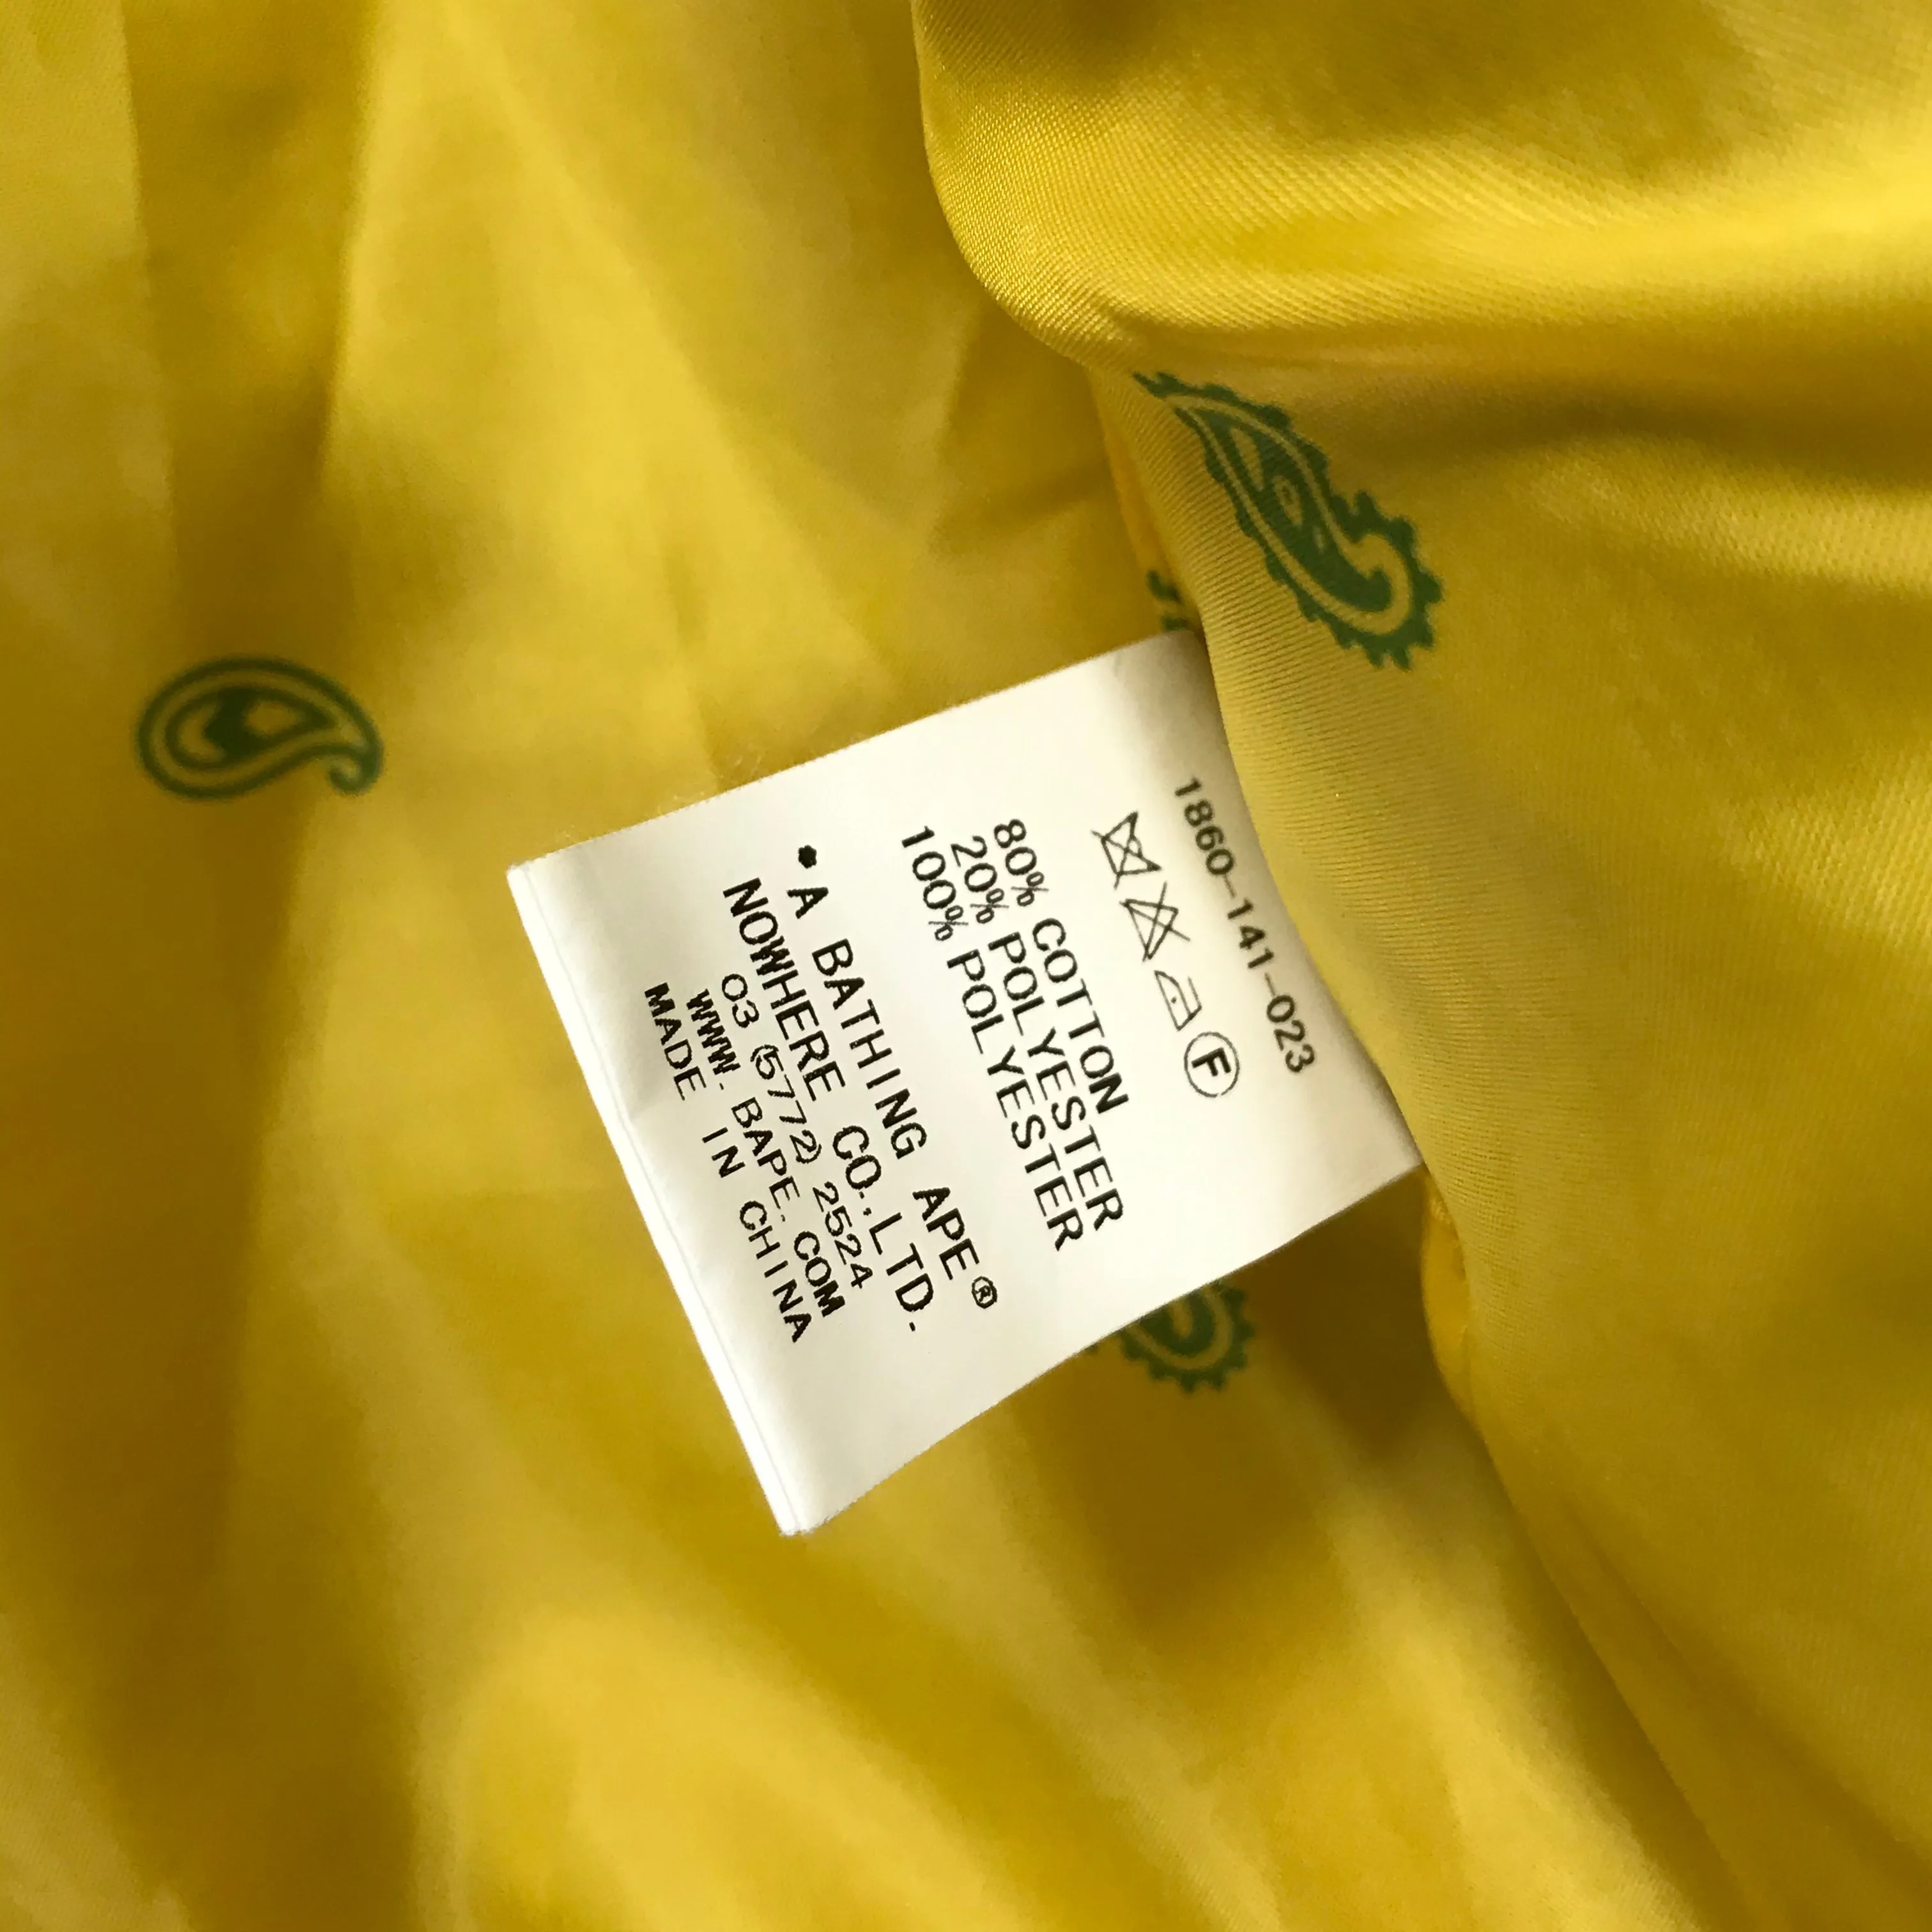 1860-141-023
F
80% COTTON
20% POLYESTER
100% POLYESTER
•A BATHING APE®
NOWHERE CO.,LTD.
03 (5772) 2524
WWW. BAPE. COM
MADE IN CHINA